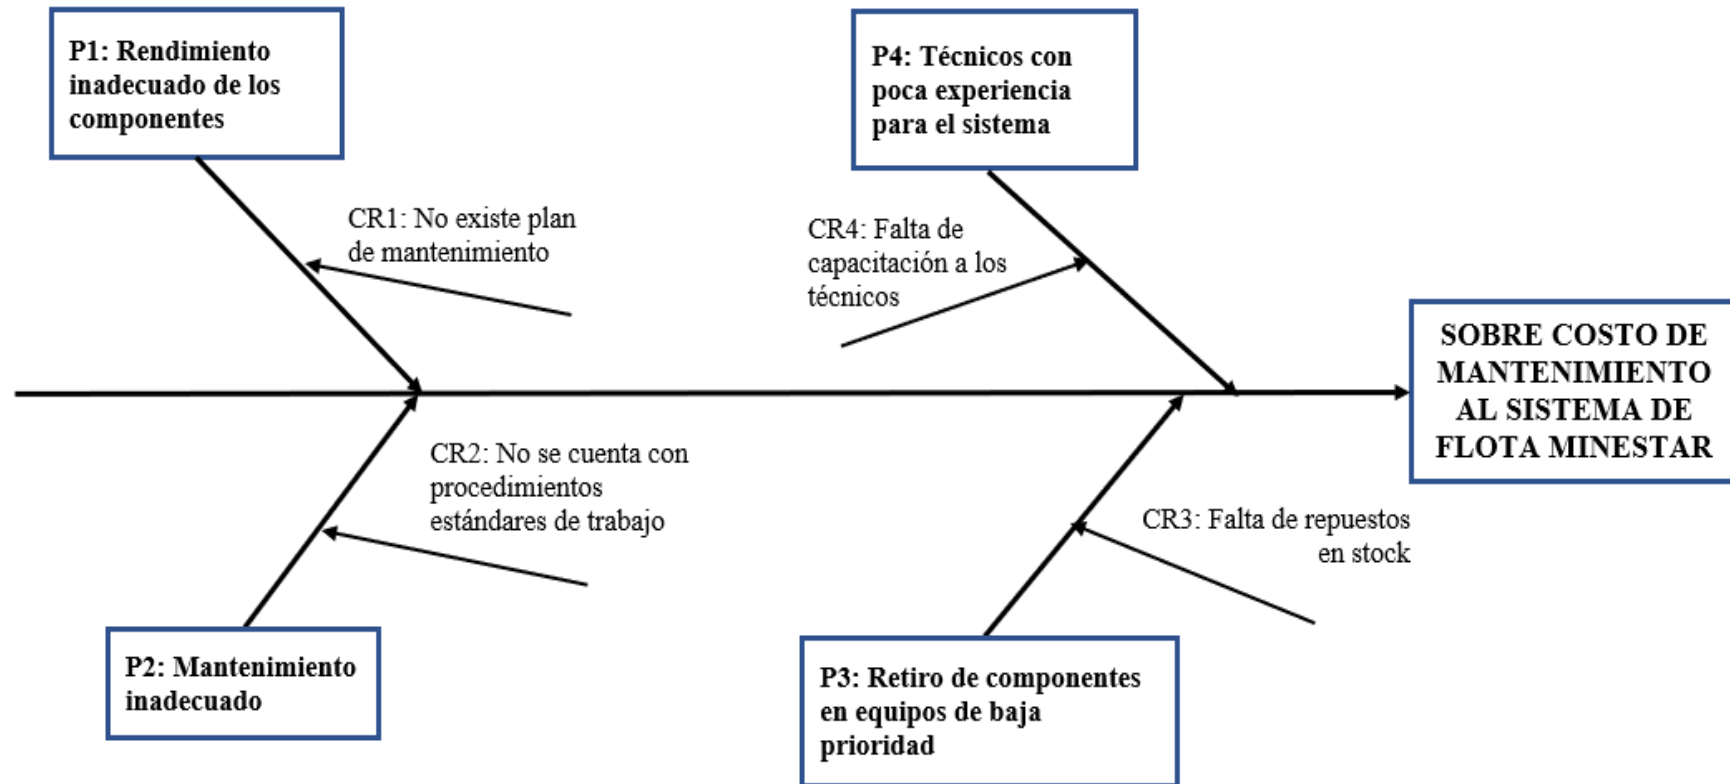 P1: Rendimiento
inadecuado de los
componentes
P4: Técnicos con
poca experiencia
para el sistema
CR1: No existe plan
de mantenimiento
CR4: Falta de
capacitación a los
técnicos
SOBRE COSTO DE
MANTENIMIENTO
AL SISTEMA DE
FLOTA MINESTAR
CR2: No se cuenta con
procedimientos
estándares de trabajo
CR3: Falta de repuestos
en stock
P2: Mantenimiento
inadecuado
P3: Retiro de componentes
en equipos de baja
prioridad